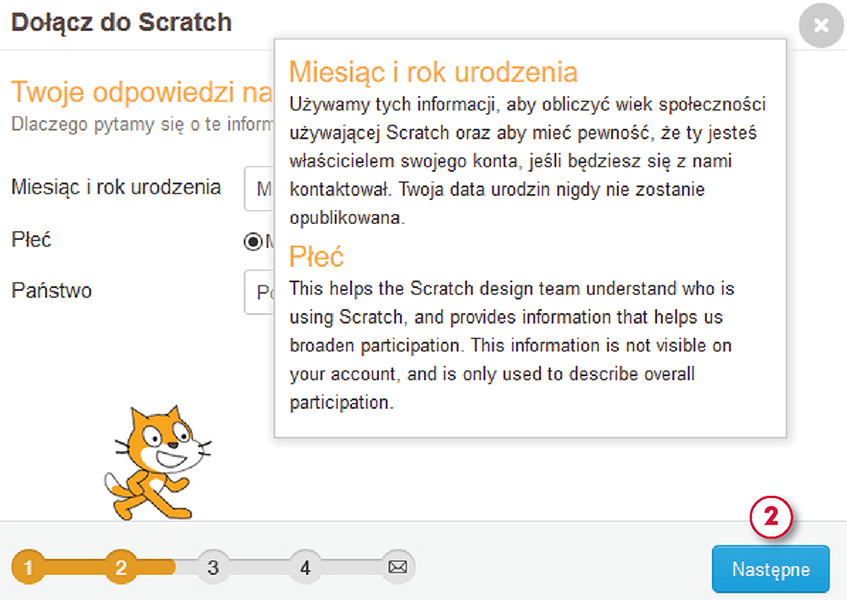 Dołącz do Scratch
Twoje odpowiedzi na
Dlaczego pytamy się o te
Miesiąc i rok urodzenia
Płeć
Państwo
Miesiąc i rok urodzenia
Używamy tych informacji, aby obliczyć wiek społeczności
używającej Scratch oraz aby mieć pewność, że ty jesteś
właścicielem swojego konta, jeśli będziesz się z nami
kontaktował. Twoja data urodzin nigdy nie zostanie
opublikowana.
Płeć
This helps the Scratch design team understand who is
using Scratch, and provides information that helps us
broaden participation. This information is not visible on
your account, and is only used to describe overall
participation.
2
1 2 3 4
Następne